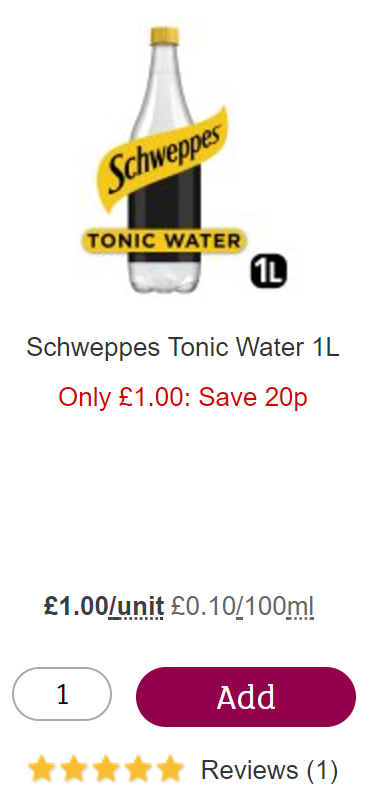 Schweppes
TONIC WATER
1L
Schweppes Tonic Water 1L
Only £1.00: Save 20p
£1.00/unit £0.10/100ml
1 Add
Reviews (1)